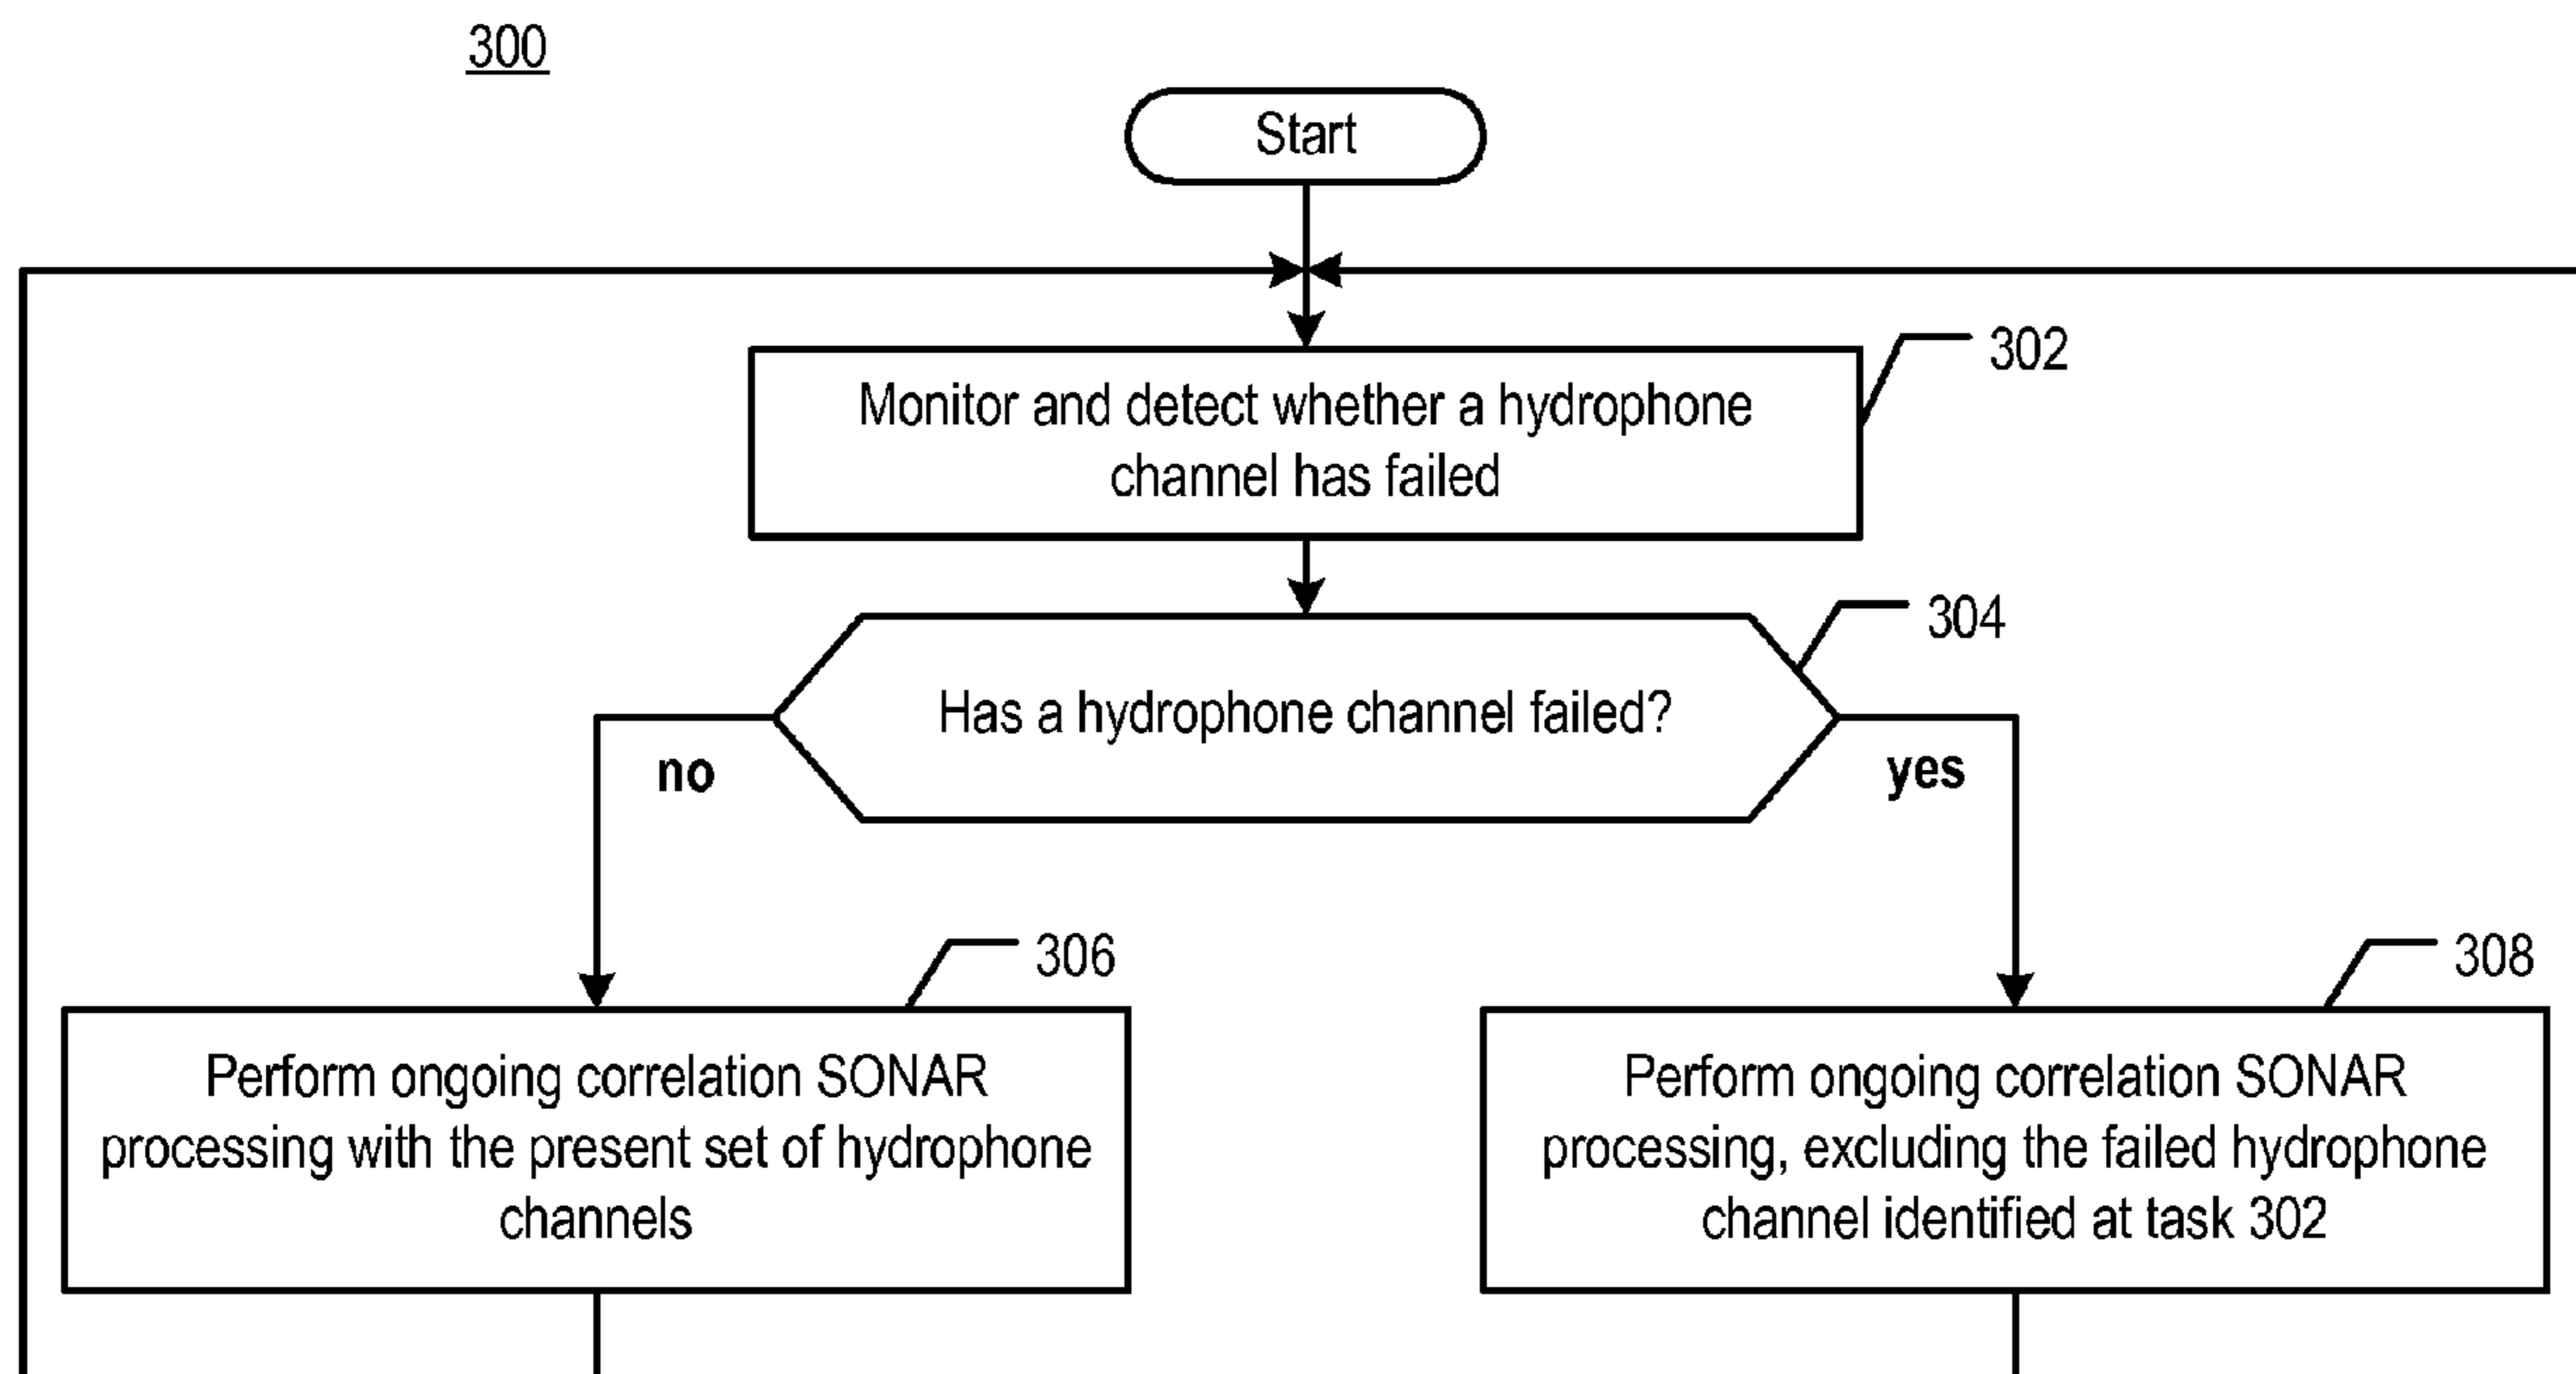 300
Start
302
Monitor and detect whether a hydrophone
channel has failed
304
Has a hydrophone channel failed?
no
yes
306
308
Perform ongoing correlation SONAR
processing with the present set of hydrophone
channels
Perform ongoing correlation SONAR
processing, excluding the failed hydrophone
channel identified at task 302